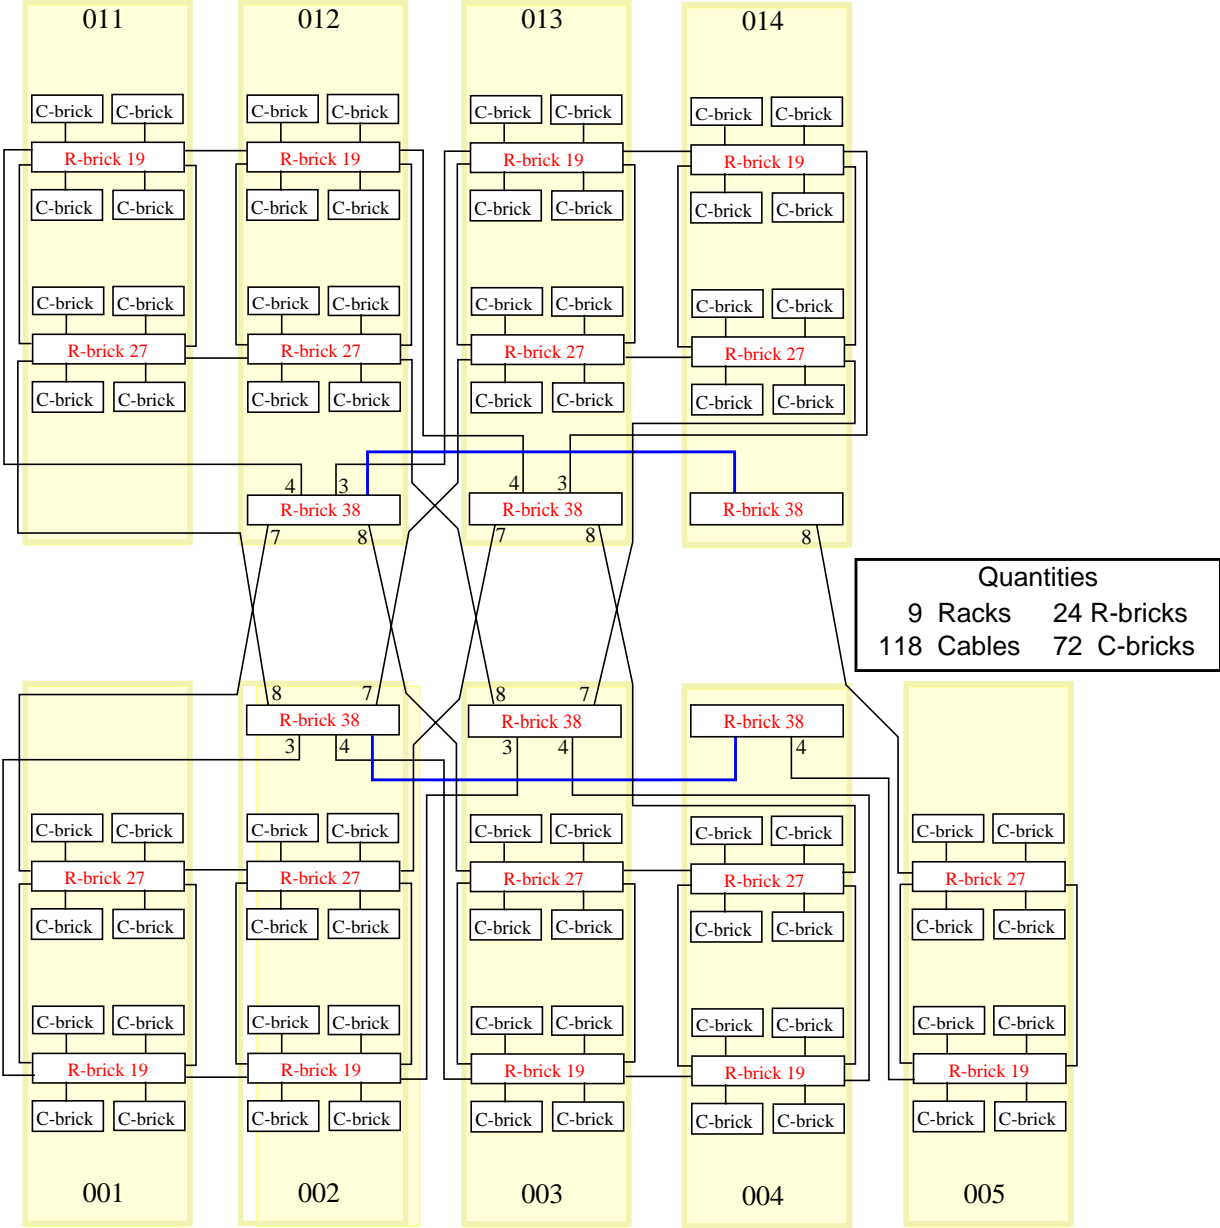 011 012 013 014
C-brick C-brick C-brick C-brick C-brick C-brick C-brick C-brick
R-brick 19 R-brick 19 R-brick 19 R-brick 19
C-brick C-brick C-brick C-brick C-brick C-brick C-brick C-brick
C-brick C-brick C-brick C-brick C-brick C-brick C-brick C-brick
R-brick 27 R-brick 27 R-brick 27 R-brick 27
C-brick C-brick C-brick C-brick C-brick C-brick C-brick C-brick
4 3 4 3
R-brick 38 R-brick 38 R-brick 38
7 8 7 8 8
Quantities
9 Racks 24 R-bricks
118 Cables 72 C-bricks
8 7 8 7
R-brick 38 R-brick 38 R-brick 38
3 4 3 4 4
C-brick C-brick C-brick C-brick C-brick C-brick C-brick C-brick C-brick C-brick
R-brick 27 R-brick 27 R-brick 27 R-brick 27 R-brick 27
C-brick C-brick C-brick C-brick C-brick C-brick C-brick C-brick C-brick C-brick
C-brick C-brick C-brick C-brick C-brick C-brick C-brick C-brick C-brick C-brick
R-brick 19 R-brick 19 R-brick 19 R-brick 19 R-brick 19
C-brick C-brick C-brick C-brick C-brick C-brick C-brick C-brick C-brick C-brick
001 002 003 004 005